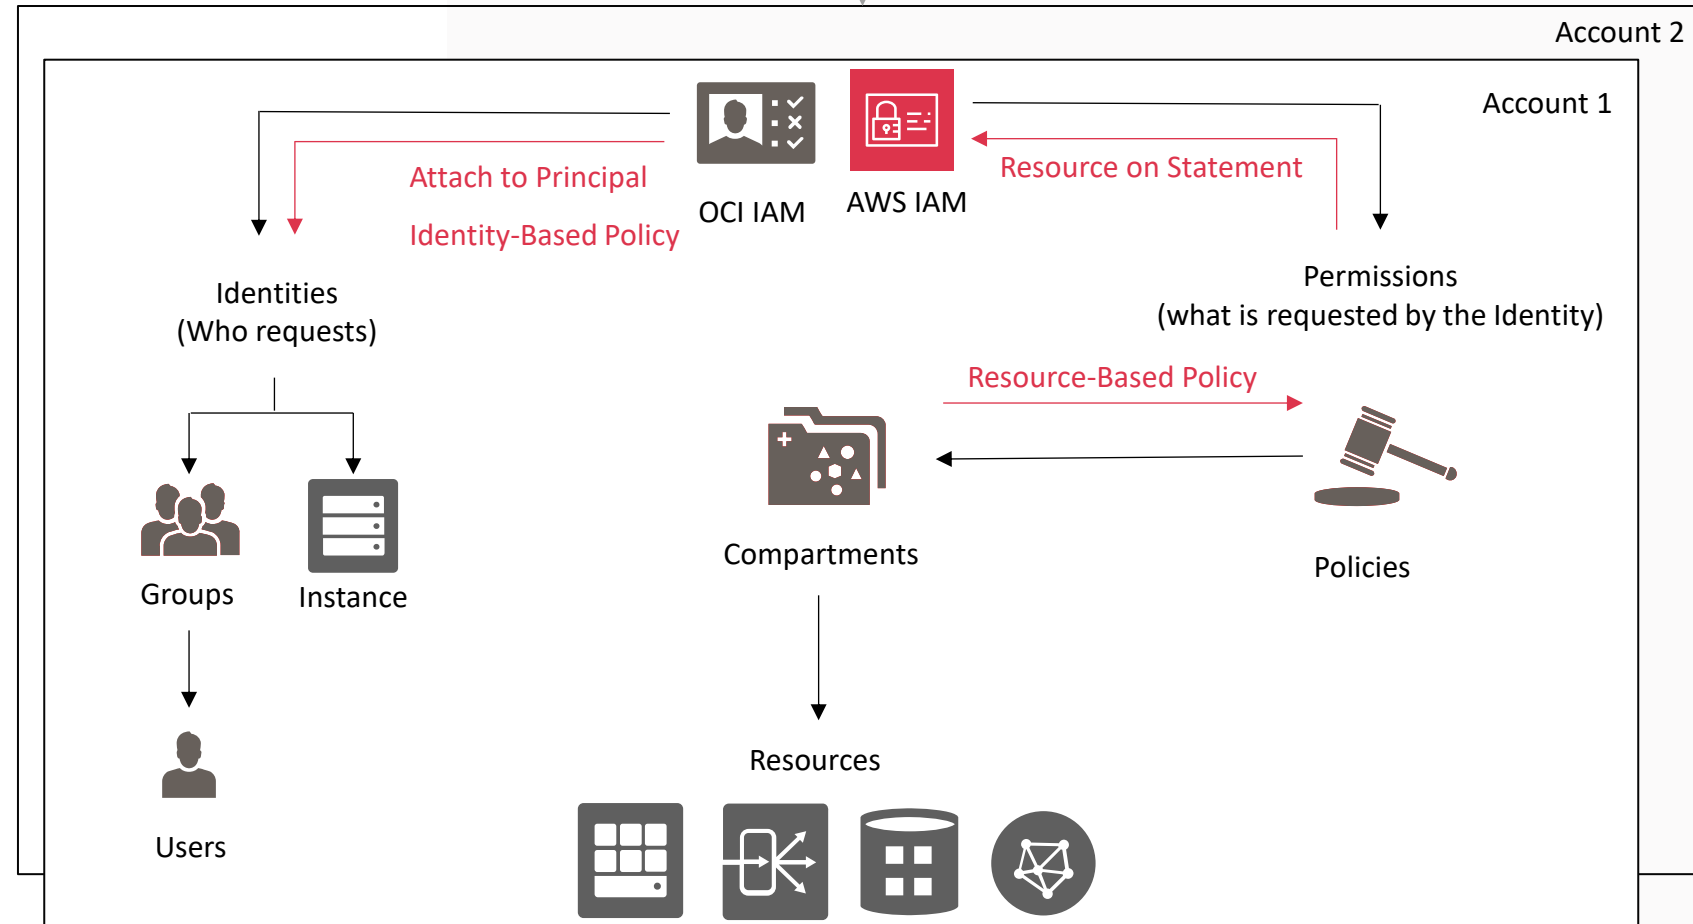 Account 2
Account 1
OCI IAM
AWS IAM
Attach to Principal
Identity-Based Policy
Resource on Statement
Identities
(Who requests)
Permissions
(what is requested by the Identity)
Resource-Based Policy
Groups
Instance
Compartments
Policies
Resources
Users